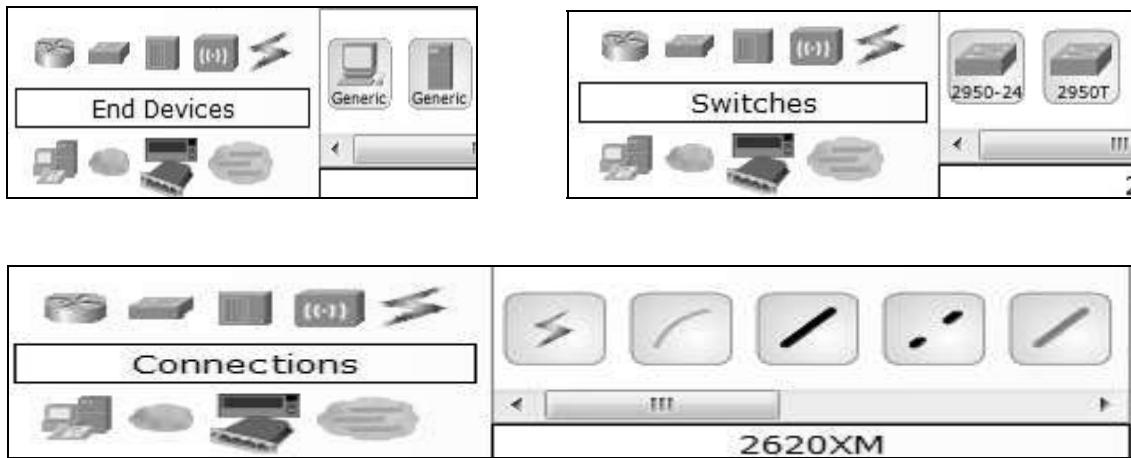 Generic Generic
End Devices
2950-24 2950T
Switches
Connections
2620XM